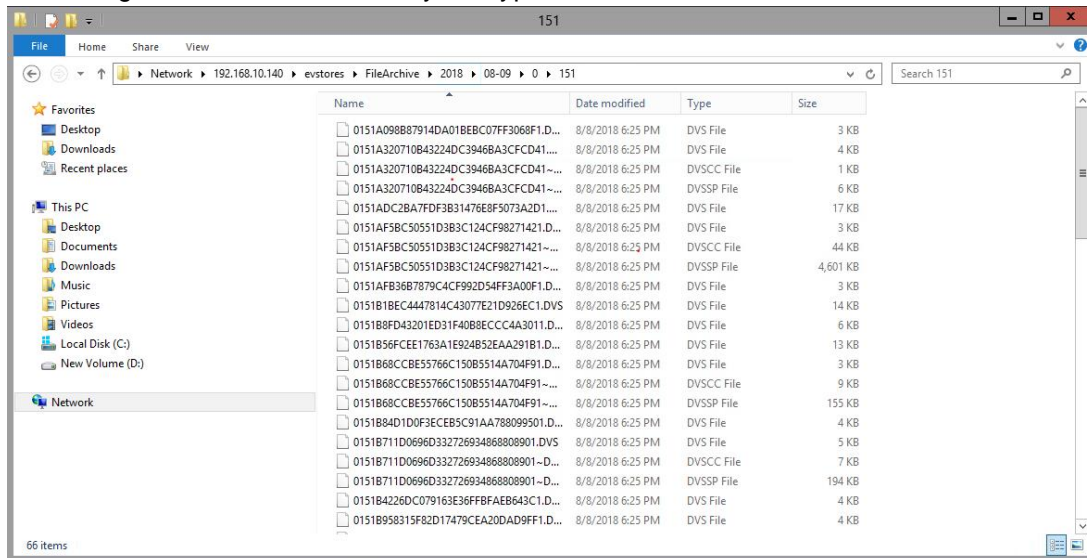 151
File Home Share View
Network 192.168.10.140 evstores FileArchive 2018 08-09 0 151
Search 151
Favorites
Desktop
Downloads
Recent places
This PC
Desktop
Documents
Downloads
Music
Pictures
Videos
Local Disk (C:)
New Volume (D:)
Network
Name Date modified Type Size
0151A098B87914DA01BEBC07FF3068F1.D... 8/8/2018 6:25 PM DVS File 3 KB
0151A320710B43224DC3946BA3CFCD41.... 8/8/2018 6:25 PM DVS File 4 KB
0151A320710B43224DC3946BA3CFCD41~... 8/8/2018 6:25 PM DVSCC File 1 KB
0151A320710B43224DC3946BA3CFCD41~... 8/8/2018 6:25 PM DVSSP File 6 KB
0151ADC2BA7FDF3B31476E8F5073A2D1.... 8/8/2018 6:25 PM DVS File 17 KB
0151AF5BC50551D3B3C124CF98271421.D... 8/8/2018 6:25 PM DVS File 3 KB
0151AF5BC50551D3B3C124CF98271421~... 8/8/2018 6:25 PM DVSCC File 44 KB
0151AF5BC50551D3B3C124CF98271421~... 8/8/2018 6:25 PM DVSSP File 4,601 KB
0151AFB36B7879C4CF992D54FF3A00F1.D... 8/8/2018 6:25 PM DVS File 3 KB
0151B1BEC4447814C43077E21D926EC1.DVS 8/8/2018 6:25 PM DVS File 14 KB
0151B8FD43201ED31F40B8ECCC4A3011.D... 8/8/2018 6:25 PM DVS File 6 KB
0151B56FCEE1763A1E924B52EAA291B1.D... 8/8/2018 6:25 PM DVS File 13 KB
0151B68CCBE55766C150B5514A704F91.D... 8/8/2018 6:25 PM DVS File 3 KB
0151B68CCBE55766C150B5514A704F91~... 8/8/2018 6:25 PM DVSCC File 9 KB
0151B68CCBE55766C150B5514A704F91~... 8/8/2018 6:25 PM DVSSP File 155 KB
0151B84D1D0F3ECEB5C91AA788099501.D... 8/8/2018 6:25 PM DVS File 4 KB
0151B711D0696D332726934868808901.DVS 8/8/2018 6:25 PM DVS File 5 KB
0151B711D0696D332726934868808901~D... 8/8/2018 6:25 PM DVSCC File 7 KB
0151B711D0696D332726934868808901~D... 8/8/2018 6:25 PM DVSSP File 194 KB
0151B4226DC079163E36FFBFAEB643C1.D... 8/8/2018 6:25 PM DVS File 4 KB
0151B958315F82D17479CEA20DAD9FF1.D... 8/8/2018 6:25 PM DVS File 4 KB
66 items